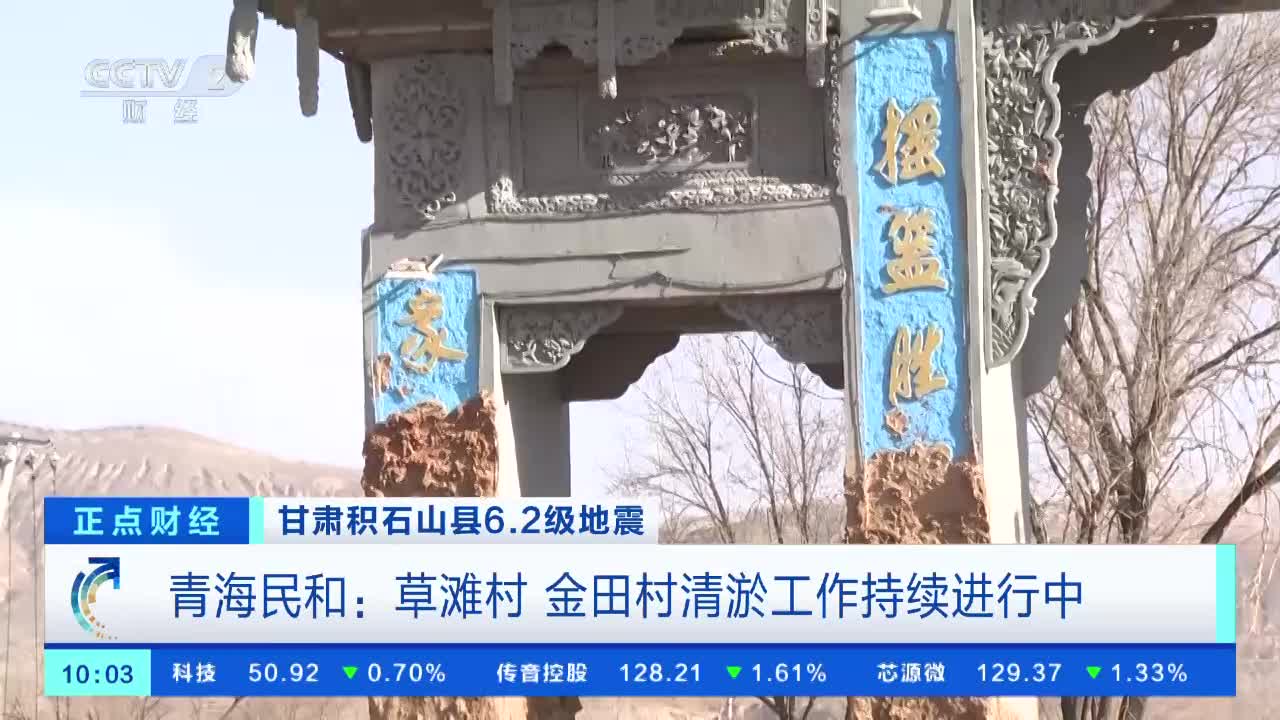 CCTV 2
财经
摇篮胜
家
正点财经
甘肃积石山县6.2级地震
青海民和：草滩村 金田村清淤工作持续进行中
10:03 科技 50.92 ▼0.70% 传音控股 128.21 ▼1.61% 芯源微 129.37 ▼1.33%